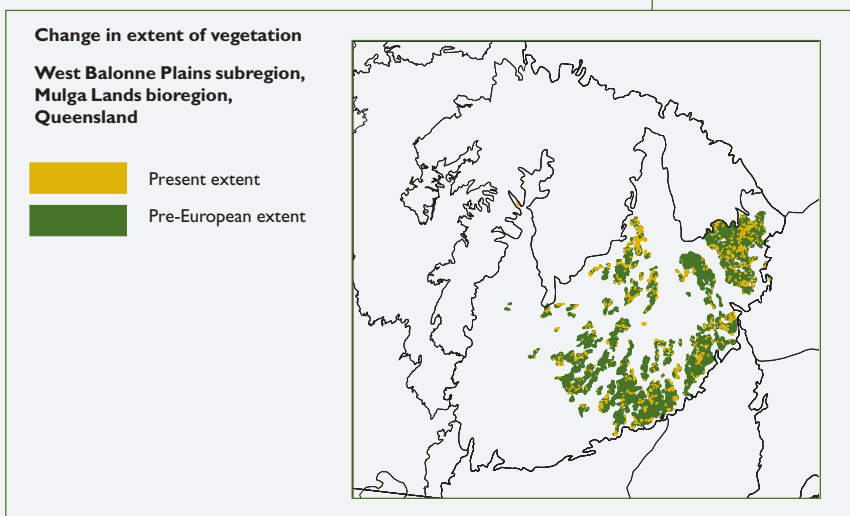 Change in extent of vegetation
West Balonne Plains subregion,
Mulga Lands bioregion,
Queensland
Present extent
Pre-European extent